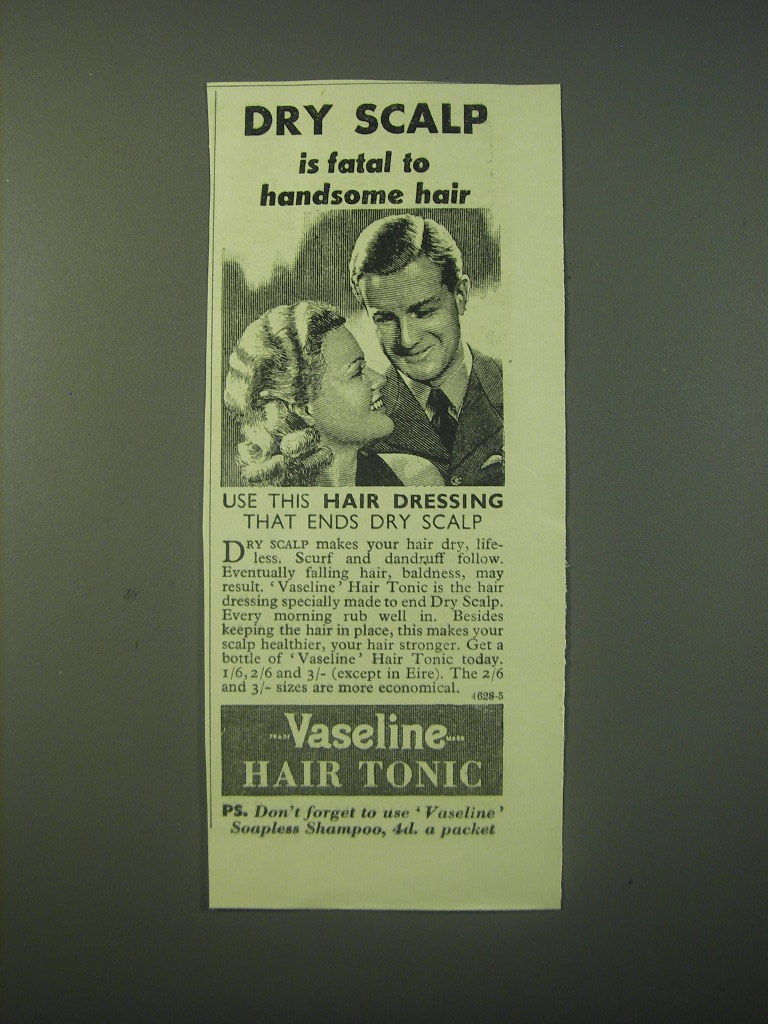 DRY SCALP
is fatal to
handsome hair
USE THIS HAIR DRESSING
THAT ENDS DRY SCALP
DRY SCALP makes your hair dry, life-
less. Scurf and dandruff follow.
Eventually falling hair, baldness, may
result. ‘Vaseline’ Hair Tonic is the hair
dressing specially made to end Dry Scalp.
Every morning rub well in. Besides
keeping the hair in place, this makes your
scalp healthier, your hair stronger. Get a
bottle of ‘Vaseline’ Hair Tonic today.
1/6, 2/6 and 3/- (except in Eire). The 2/6
and 3/- sizes are more economical.
4628-5
TRADE Vaseline MARK
HAIR TONIC
PS. Don't forget to use ‘Vaseline’
Soapless Shampoo, 4d. a packet